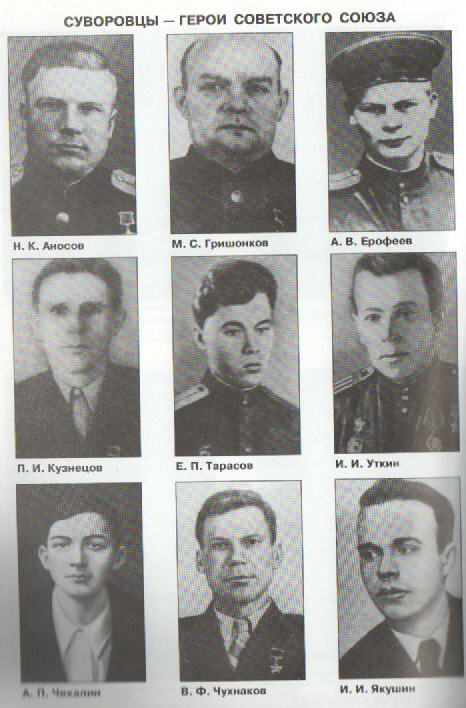 СУВОРОВЦЫ — ГЕРОИ СОВЕТСКОГО СОЮЗА
Н. К. Аносов
М. С. Гришонков
А. В. Ерофеев
П. И. Кузнецов
Е. П. Тарасов
И. И. Уткин
А. П. Чекалин
В. Ф. Чухнаков
И. И. Якушин